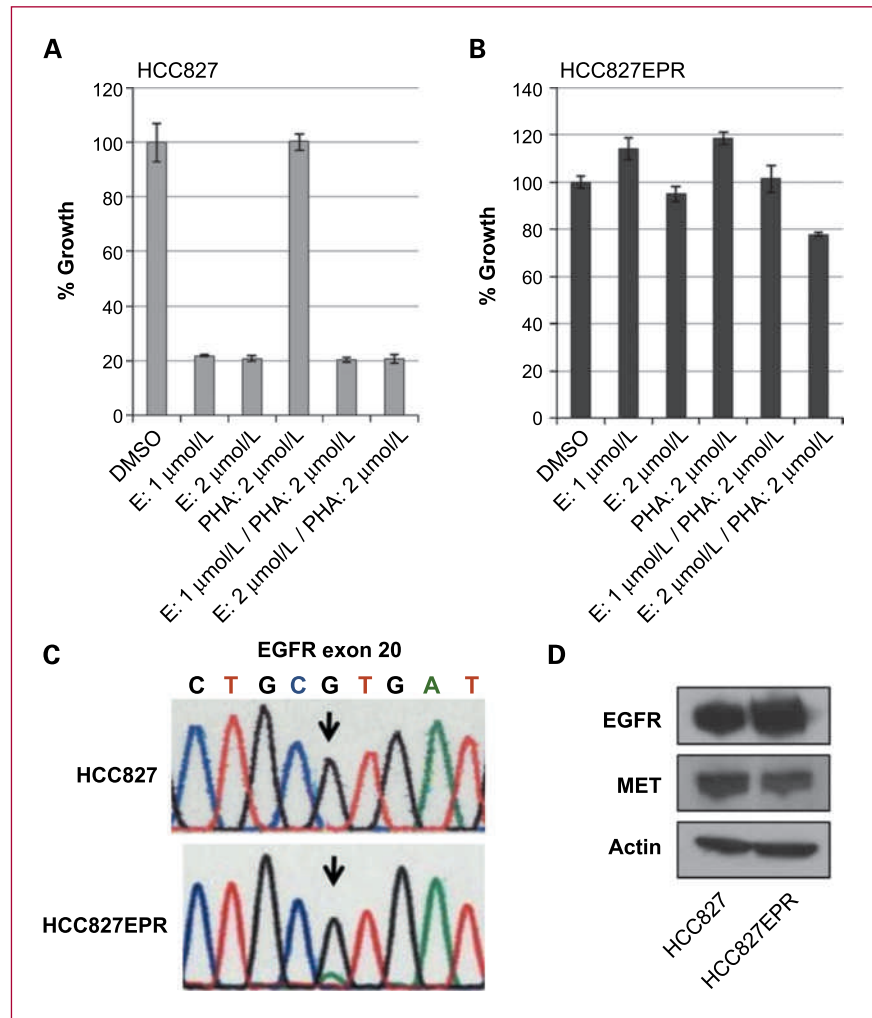 A
HCC827
% Growth
120
100
80
60
40
20
0
DMSO
E: 1 μmol/L
E: 2 μmol/L
PHA: 2 μmol/L
E: 1 μmol/L / PHA: 2 μmol/L
E: 2 μmol/L / PHA: 2 μmol/L
B
HCC827EPR
% Growth
140
120
100
80
60
40
20
0
DMSO
E: 1 μmol/L
E: 2 μmol/L
PHA: 2 μmol/L
E: 1 μmol/L / PHA: 2 μmol/L
E: 2 μmol/L / PHA: 2 μmol/L
C
EGFR exon 20
C T G C G T G A T
HCC827
HCC827EPR
D
EGFR
MET
Actin
HCC827
HCC827EPR